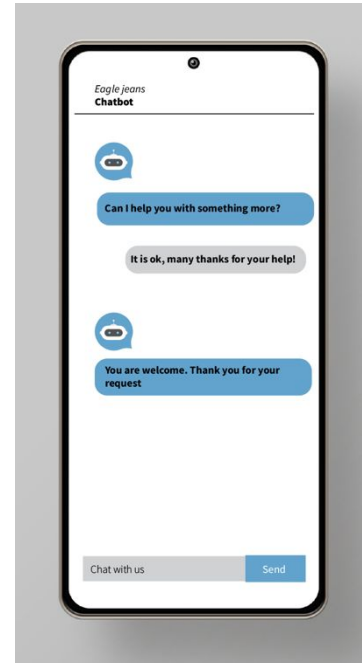 Eagle jeans
Chatbot
Can I help you with something more?
It is ok, many thanks for your help!
You are welcome. Thank you for your
request
Chat with us
Send